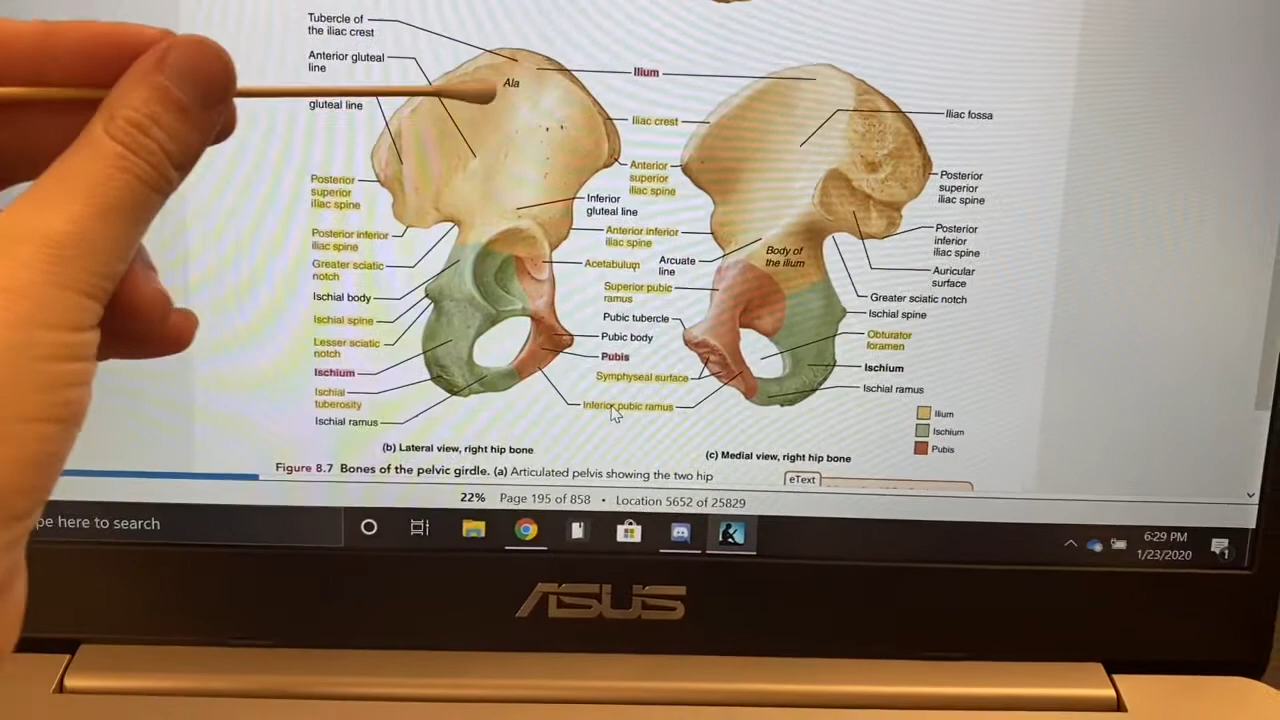 Tubercle of
the iliac crest
Anterior gluteal
line
gluteal line
Posterior
superior
iliac spine
Posterior inferior
iliac spine
Greater sciatic
notch
Ischial body
Ischial spine
Lesser sciatic
notch
Ischium
Ischial
tuberosity
Ischial ramus
Ala
Ilium
Iliac crest
Anterior
superior
iliac spine
Inferior
gluteal line
Anterior inferior
iliac spine
Acetabulum
Arcuate
line
Superior pubic
ramus
Pubic tubercle
Pubic body
Pubis
Symphyseal surface
Inferior pubic ramus
Body of
the ilium
Iliac fossa
Posterior
superior
iliac spine
Posterior
inferior
iliac spine
Auricular
surface
Greater sciatic notch
Ischial spine
Obturator
foramen
Ischium
Ischial ramus
Ilium
Ischium
Pubis
(b) Lateral view, right hip bone
(c) Medial view, right hip bone
Figure 8.7 Bones of the pelvic girdle. (a) Articulated pelvis showing the two hip
eText
22% Page 195 of 858 • Location 5652 of 25829
pe here to search
6:29 PM
1/23/2020
1
ASUS